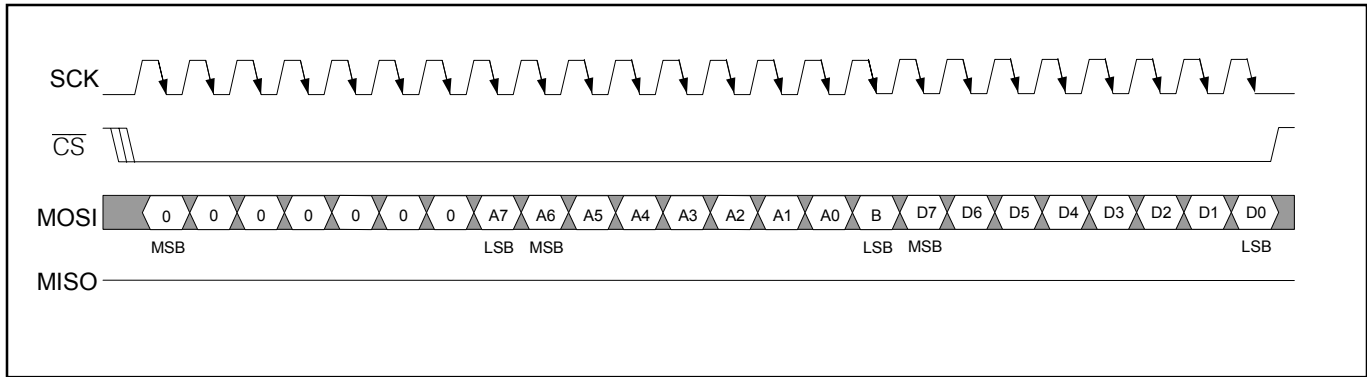 SCK
CS
MOSI 0 0 0 0 0 0 0 A7 A6 A5 A4 A3 A2 A1 A0 B D7 D6 D5 D4 D3 D2 D1 D0
MSB LSB MSB LSB MSB LSB
MISO